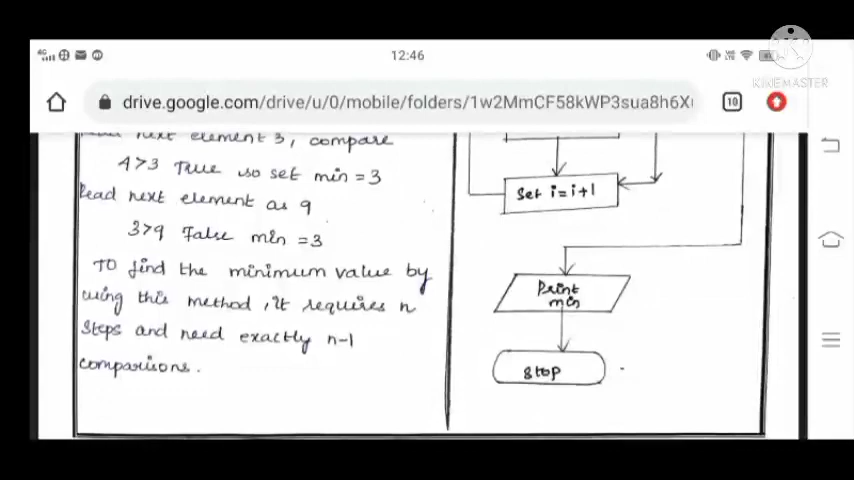 4G
12:46
KINEMASTER
drive.google.com/drive/u/0/mobile/folders/1w2MmCF58kWP3sua8h6X
10
next element 3, compare
4>3 True so set min = 3
Read next element as 9
3>9 False min = 3
To find the minimum value by
using this method, it requires n
steps and need exactly n-1
comparisons.
Set i=i+1
Print
min
Stop